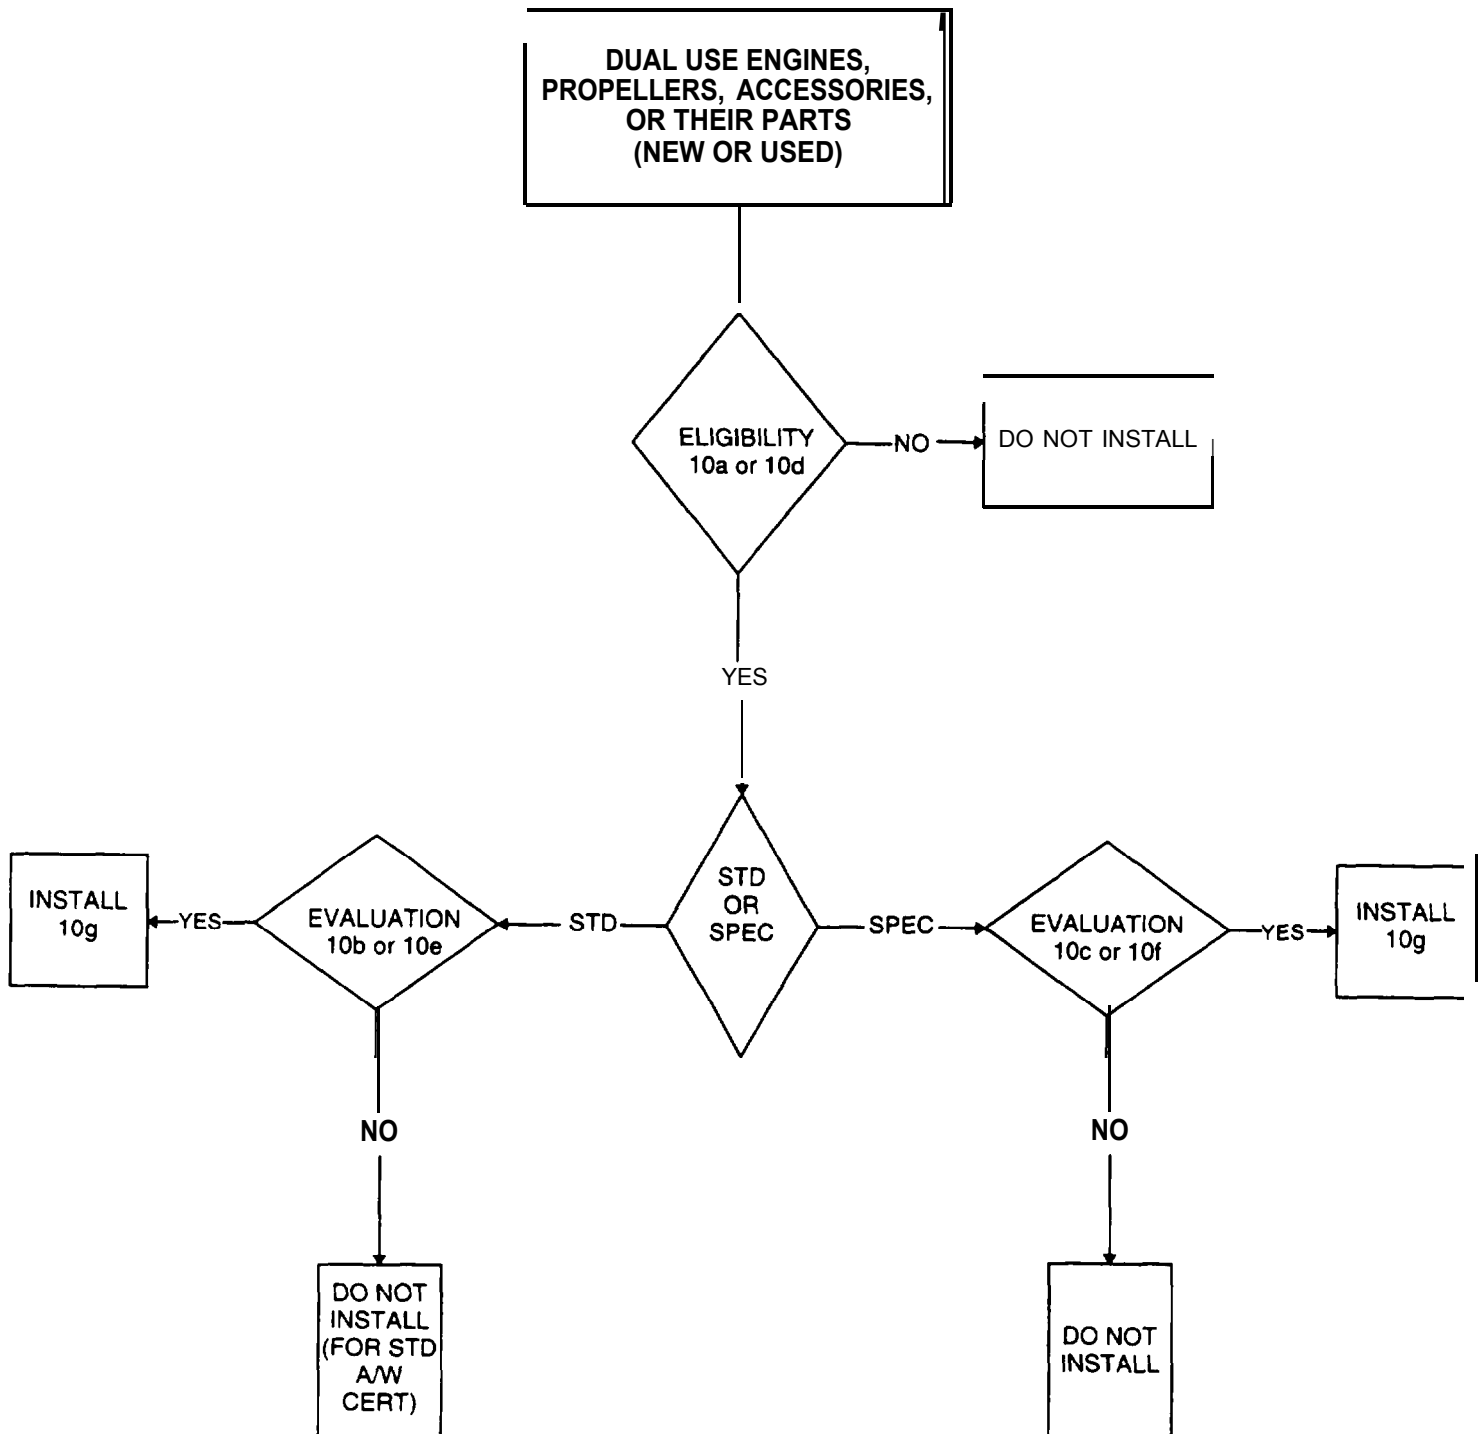 DUAL USE ENGINES,
PROPELLERS, ACCESSORIES,
OR THEIR PARTS
(NEW OR USED)
ELIGIBILITY
10a or 10d
NO
DO NOT INSTALL
YES
STD
OR
SPEC
STD
EVALUATION
10b or 10e
YES
INSTALL
10g
SPEC
EVALUATION
10c or 10f
YES
INSTALL
10g
NO
DO NOT
INSTALL
(FOR STD
A/W
CERT)
NO
DO NOT
INSTALL